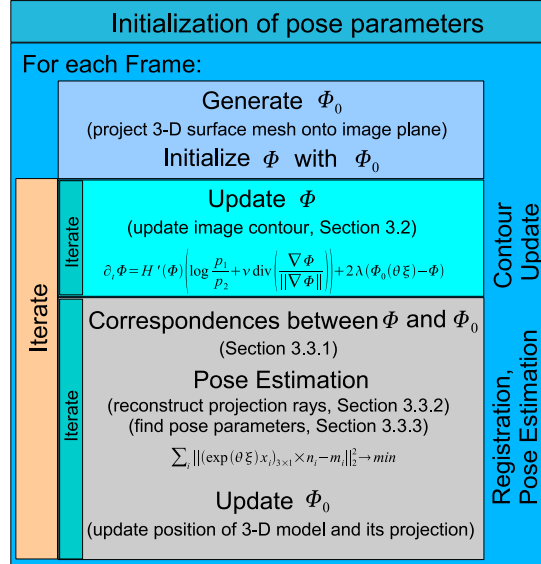 Initialization of pose parameters
For each Frame:
Generate Φ₀
(project 3-D surface mesh onto image plane)
Initialize Φ with Φ₀
Iterate
Iterate
Update Φ
(update image contour, Section 3.2)
∂ₜΦ=H'(Φ)(log p₁/p₂+ν div(∇Φ/‖∇Φ‖))+2λ(Φ₀(θξ)−Φ)
Contour
Update
Iterate
Correspondences between Φ and Φ₀
(Section 3.3.1)
Pose Estimation
(reconstruct projection rays, Section 3.3.2)
(find pose parameters, Section 3.3.3)
∑ᵢ‖(exp(θξ)xᵢ)₃ₓ₁×nᵢ−mᵢ‖₂²→min
Update Φ₀
(update position of 3-D model and its projection)
Registration,
Pose Estimation